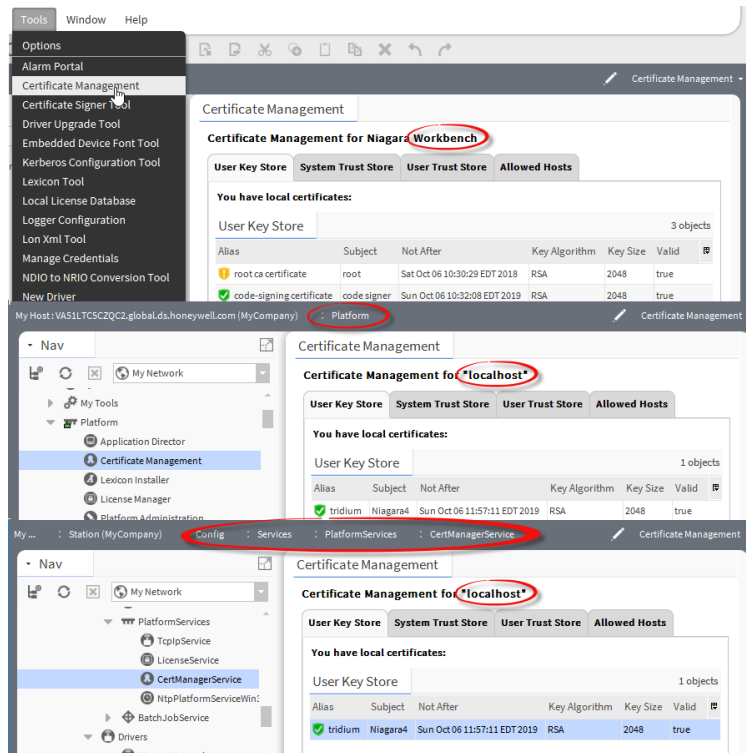 Tools Window Help
Options
Alarm Portal
Certificate Management
Certificate Signer Tool
Driver Upgrade Tool
Embedded Device Font Tool
Kerberos Configuration Tool
Lexicon Tool
Local License Database
Logger Configuration
Lon Xml Tool
Manage Credentials
NDIO to NRIO Conversion Tool
New Driver
Certificate Management
Certificate Management
Certificate Management for Niagara Workbench
User Key Store System Trust Store User Trust Store Allowed Hosts
You have local certificates:
User Key Store 3 objects
Alias Subject Not After Key Algorithm Key Size Valid
root ca certificate root Sat Oct 06 10:30:29 EDT 2018 RSA 2048 true
code-signing certificate code signer Sun Oct 06 10:32:08 EDT 2019 RSA 2048 true
My Host : VA51LTC5CZQC2.global.ds.honeywell.com (MyCompany) : Platform Certificate Management
Nav
My Network
My Tools
Platform
Application Director
Certificate Management
Lexicon Installer
License Manager
Platform Administration
Certificate Management
Certificate Management for "localhost"
User Key Store System Trust Store User Trust Store Allowed Hosts
You have local certificates:
User Key Store 1 objects
Alias Subject Not After Key Algorithm Key Size Valid
tridium Niagara4 Sun Oct 06 11:57:11 EDT 2019 RSA 2048 true
My ... : Station (MyCompany) Config : Services : PlatformServices : CertManagerService Certificate Management
Nav
My Network
PlatformServices
TcpIpService
LicenseService
CertManagerService
NtpPlatformServiceWin3
BatchJobService
Drivers
Certificate Management
Certificate Management for "localhost"
User Key Store System Trust Store User Trust Store Allowed Hosts
You have local certificates:
User Key Store 1 objects
Alias Subject Not After Key Algorithm Key Size Valid
tridium Niagara4 Sun Oct 06 11:57:11 EDT 2019 RSA 2048 true